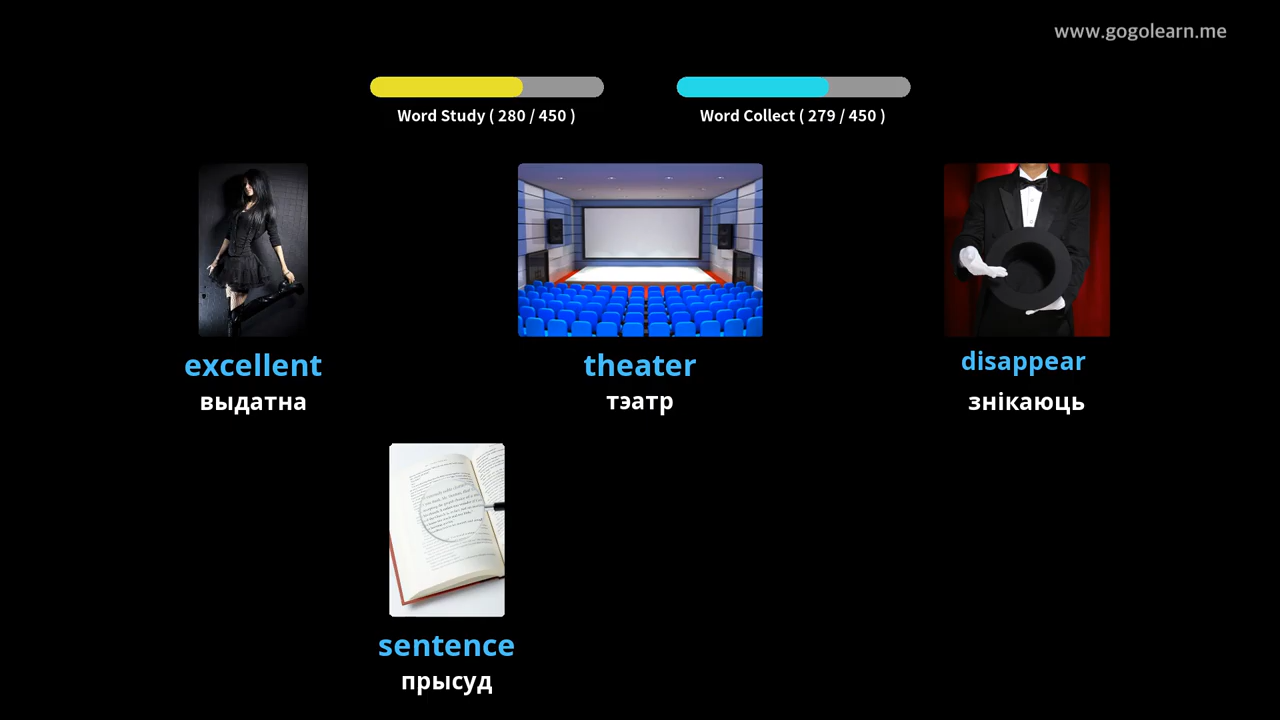 www.gogolearn.me
Word Study ( 280 / 450 )
Word Collect ( 279 / 450 )
excellent
выдатна
theater
тэатр
disappear
знікаюць
sentence
прысуд